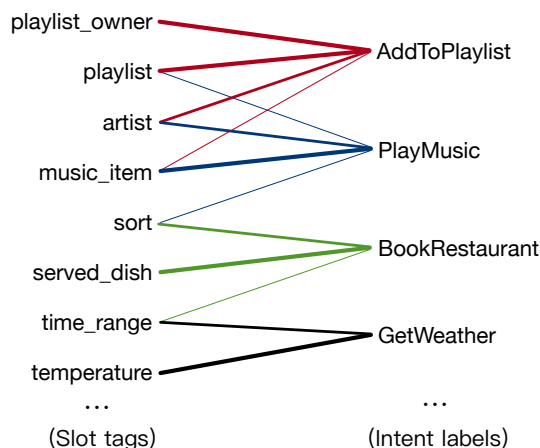 playlist_owner
playlist
artist
music_item
sort
served_dish
time_range
temperature
...
(Slot tags)
AddToPlaylist
PlayMusic
BookRestaurant
GetWeather
...
(Intent labels)